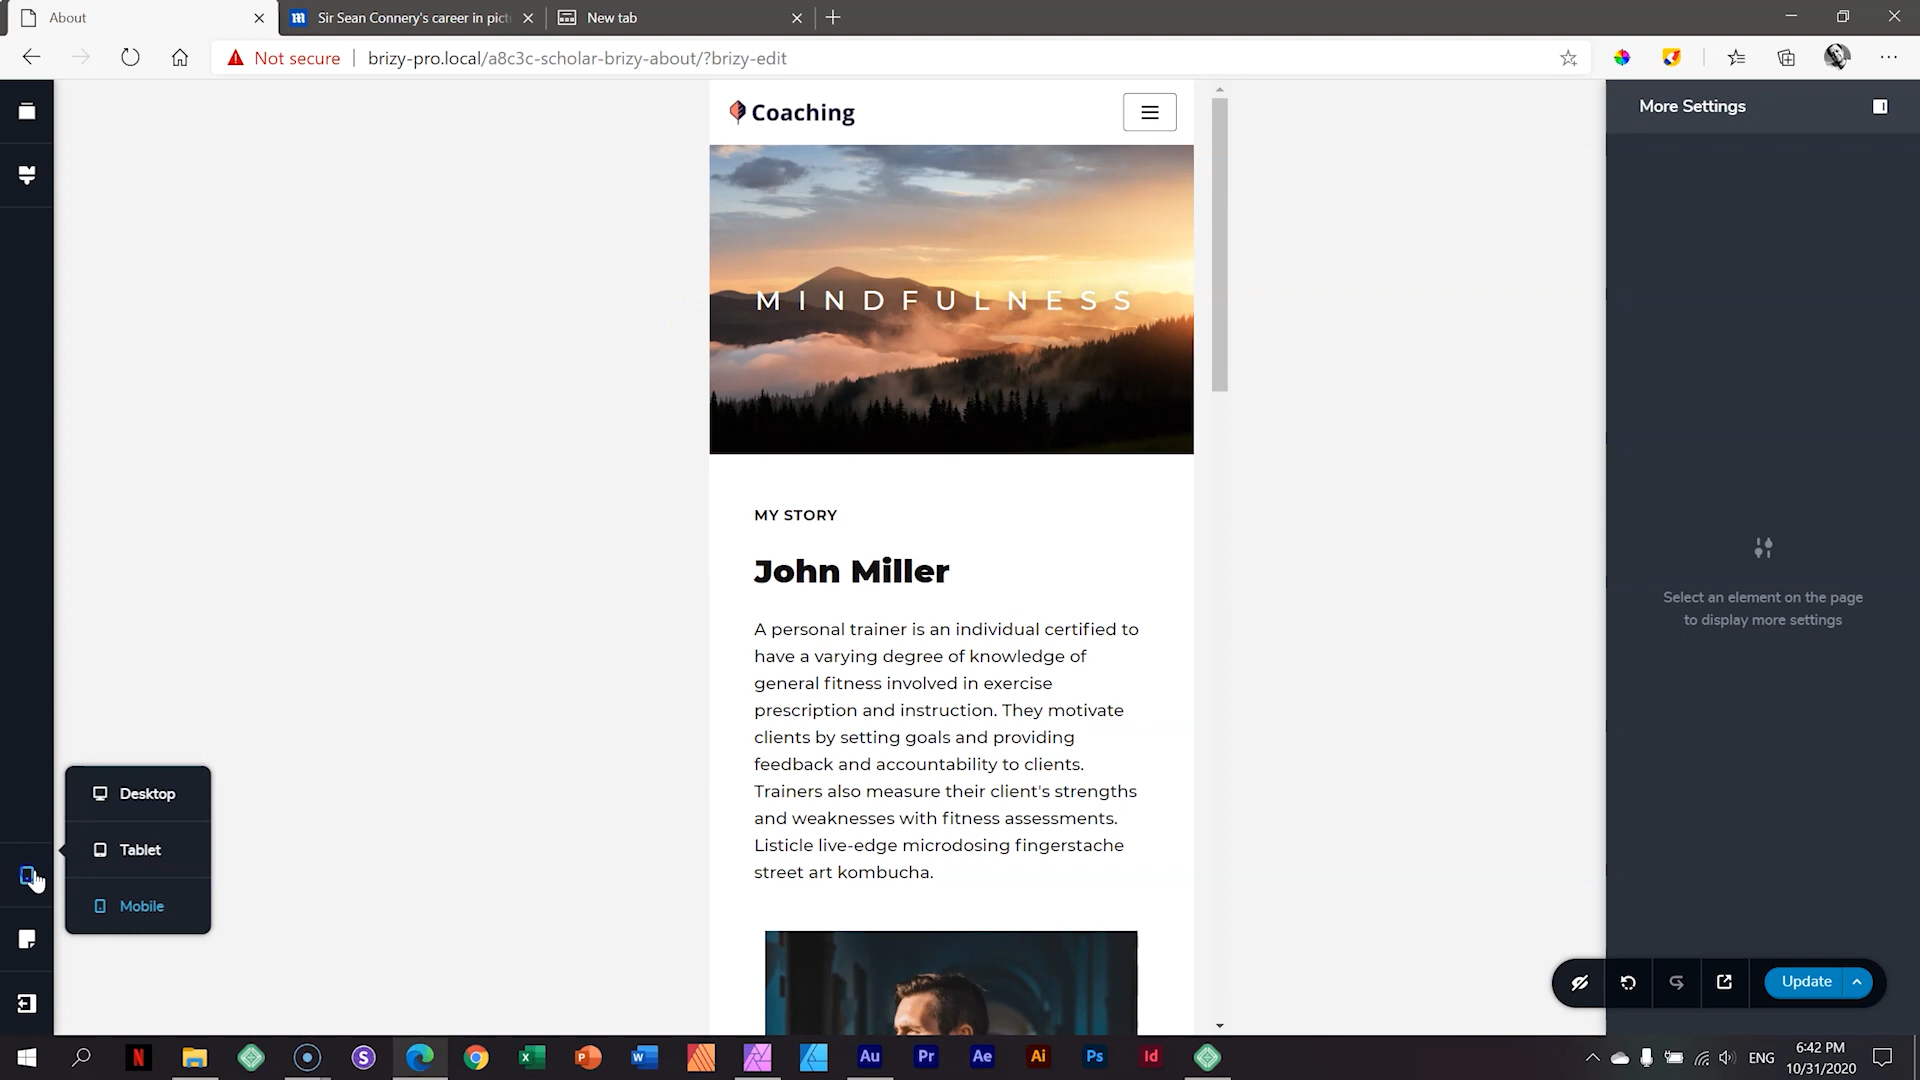 About
Sir Sean Connery's career in pict
New tab
Not secure
brizy-pro.local/a8c3c-scholar-brizy-about/?brizy-edit
Coaching
More Settings
MINDFULNESS
MY STORY
John Miller
A personal trainer is an individual certified to
have a varying degree of knowledge of
general fitness involved in exercise
prescription and instruction. They motivate
clients by setting goals and providing
feedback and accountability to clients.
Trainers also measure their client's strengths
and weaknesses with fitness assessments.
Listicle live-edge microdosing fingerstache
street art kombucha.
Select an element on the page
to display more settings
Desktop
Tablet
Mobile
Update
N
S
X
P
W
Au
Pr
Ae
Ai
Ps
Id
ENG
6:42 PM
10/31/2020